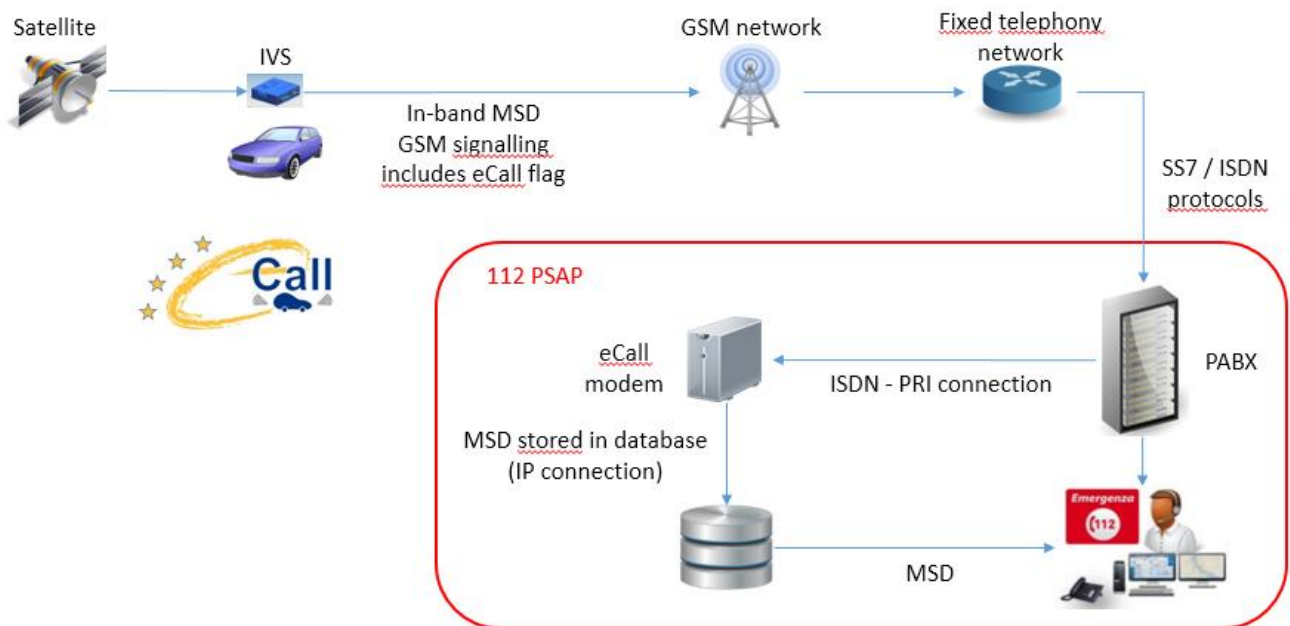 Satellite
IVS
GSM network
Fixed telephony
network
In-band MSD
GSM signalling
includes eCall flag
SS7 / ISDN
protocols
Call
112 PSAP
eCall
modem
ISDN - PRI connection
PABX
MSD stored in database
(IP connection)
Emergenza
112
MSD